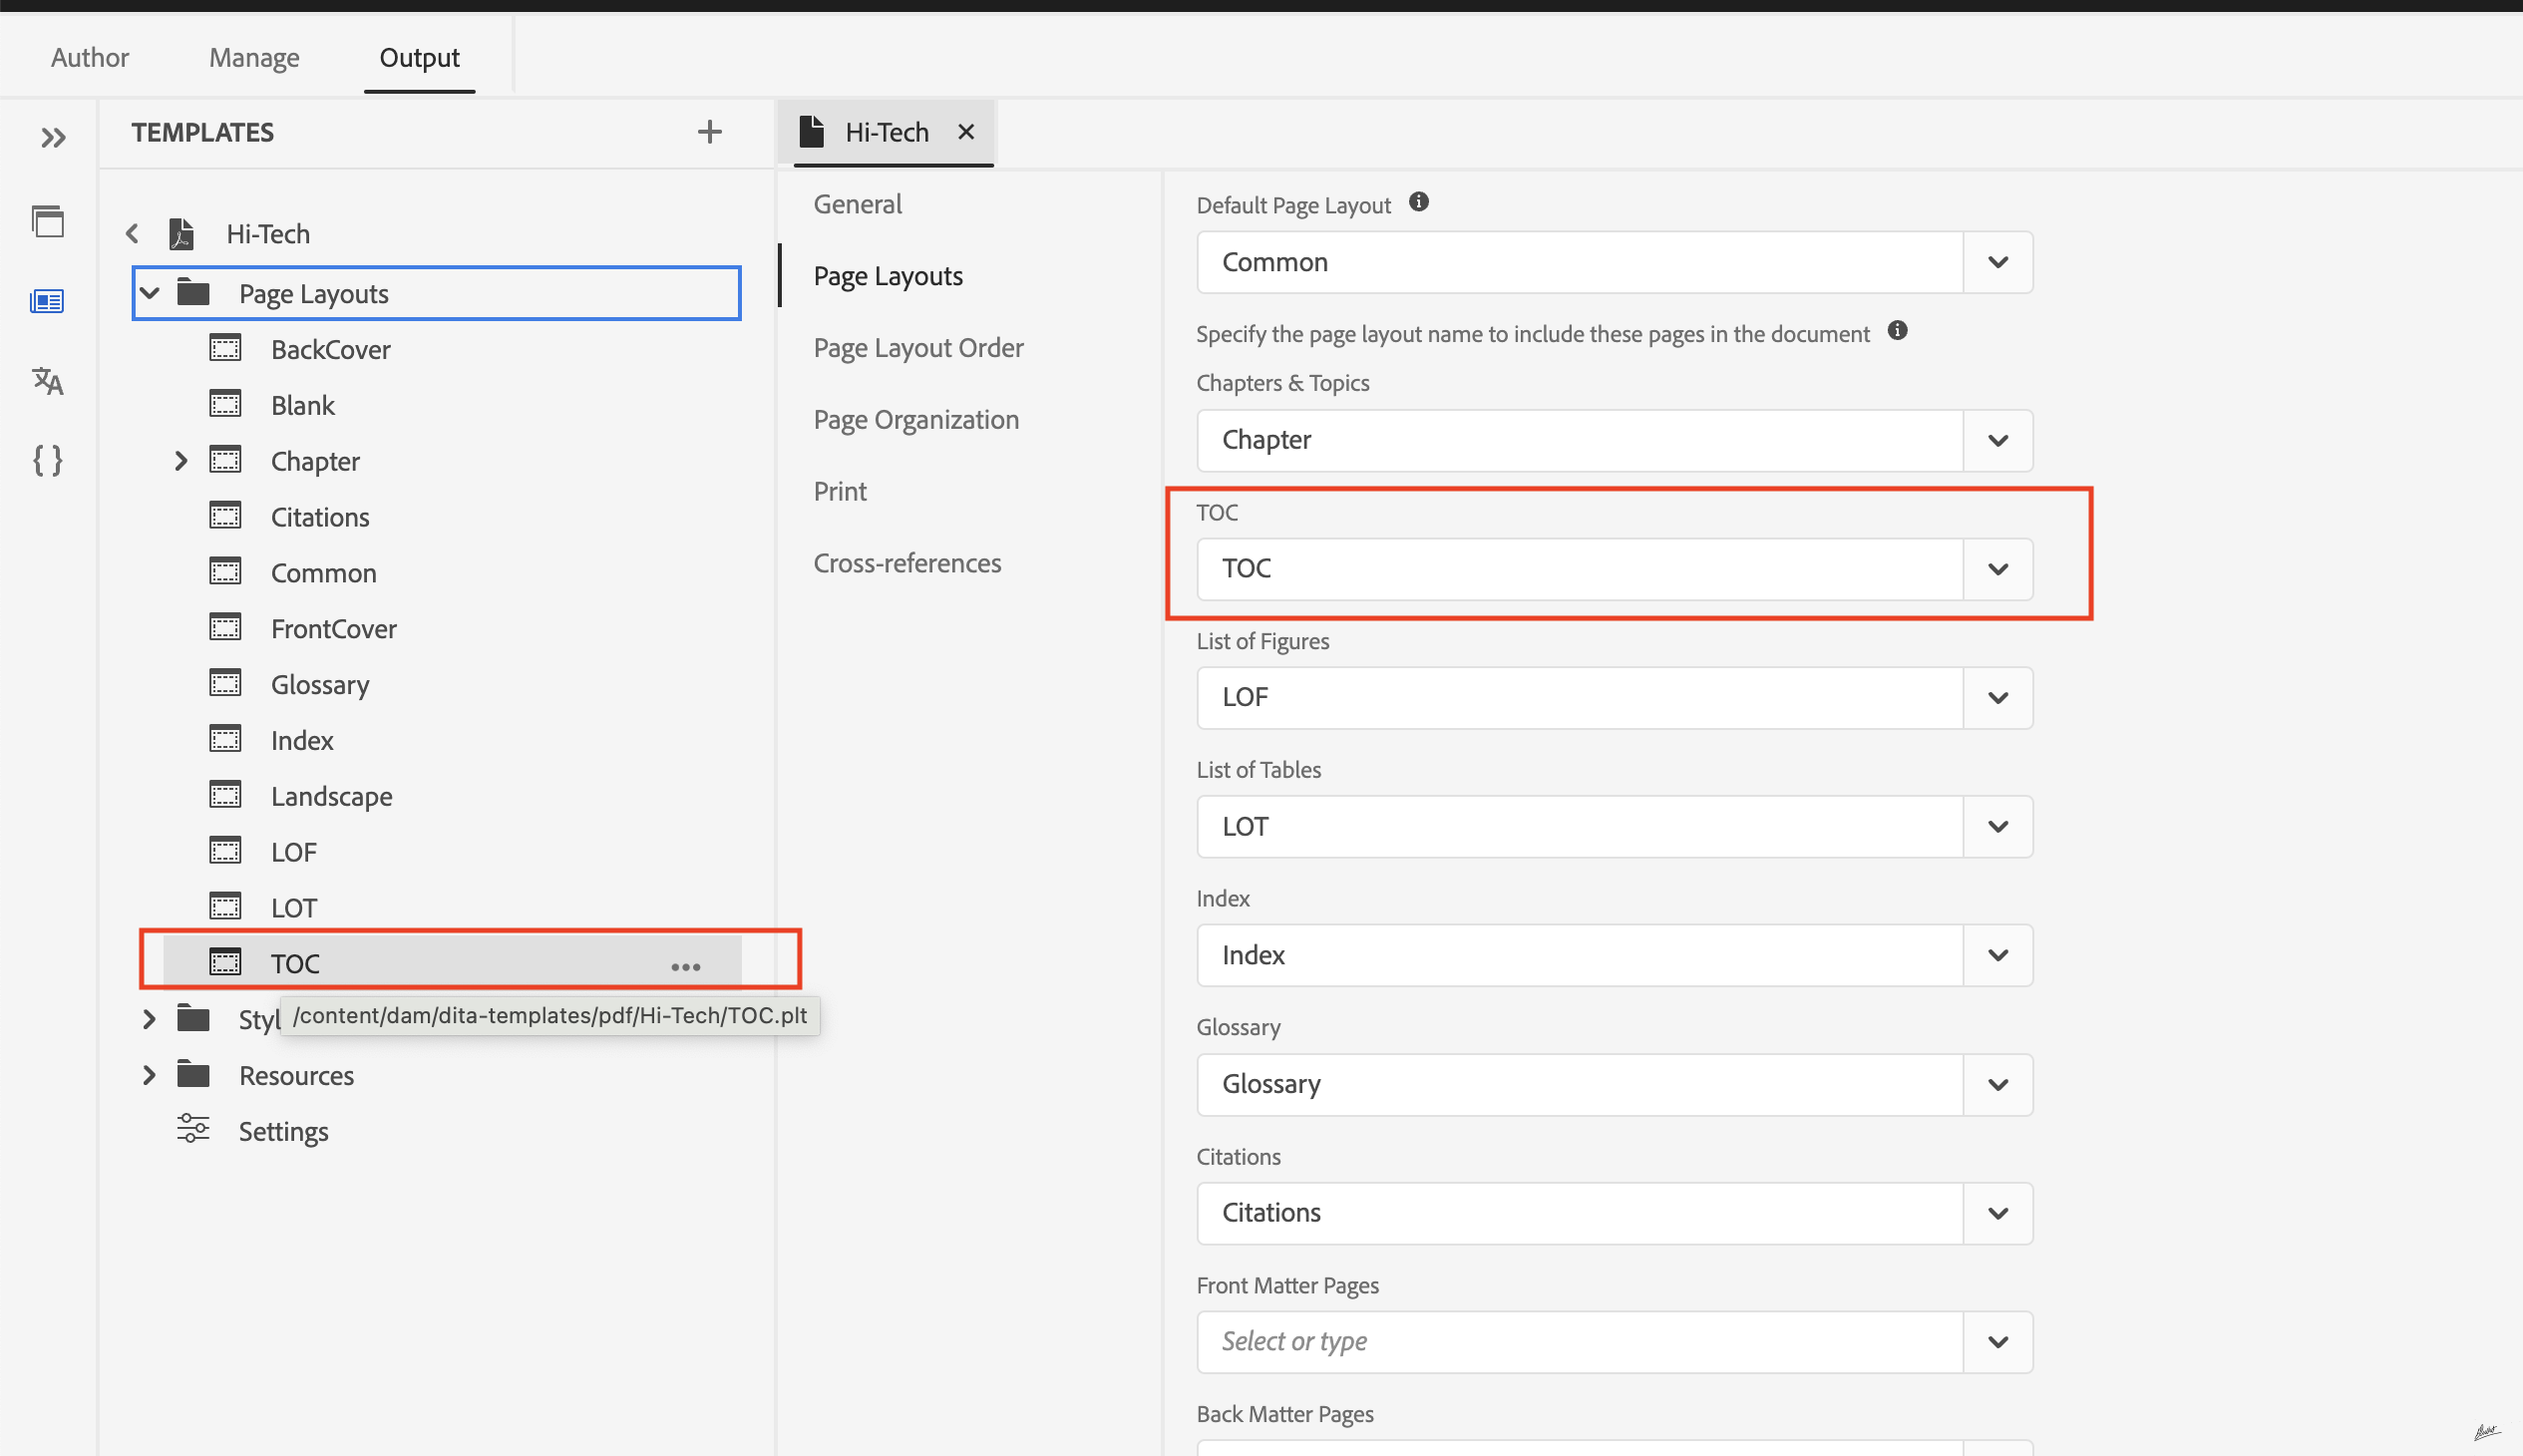 Author Manage Output
TEMPLATES
Hi-Tech
Page Layouts
BackCover
Blank
Chapter
Citations
Common
FrontCover
Glossary
Index
Landscape
LOF
LOT
TOC
/content/dam/dita-templates/pdf/Hi-Tech/TOC.plt
Styl
Resources
Settings
Hi-Tech
General
Page Layouts
Page Layout Order
Page Organization
Print
Cross-references
Default Page Layout
Common
Specify the page layout name to include these pages in the document
Chapters & Topics
Chapter
TOC
TOC
List of Figures
LOF
List of Tables
LOT
Index
Index
Glossary
Glossary
Citations
Citations
Front Matter Pages
Select or type
Back Matter Pages